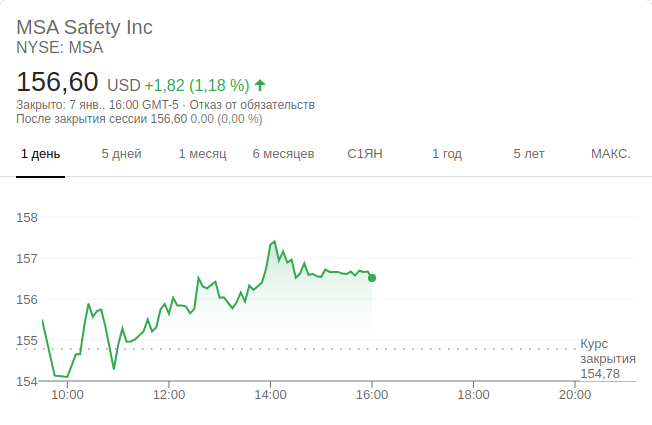 MSA Safety Inc
NYSE: MSA
156,60 USD +1,82 (1,18 %)
Закрыто: 7 янв., 16:00 GMT-5 · Отказ от обязательств
После закрытия сессии 156,60 0,00 (0,00 %)
1 день 5 дней 1 месяц 6 месяцев С1ЯН 1 год 5 лет МАКС.
158
157
156
155
154
Курс
закрытия
154,78
10:00 12:00 14:00 16:00 18:00 20:00